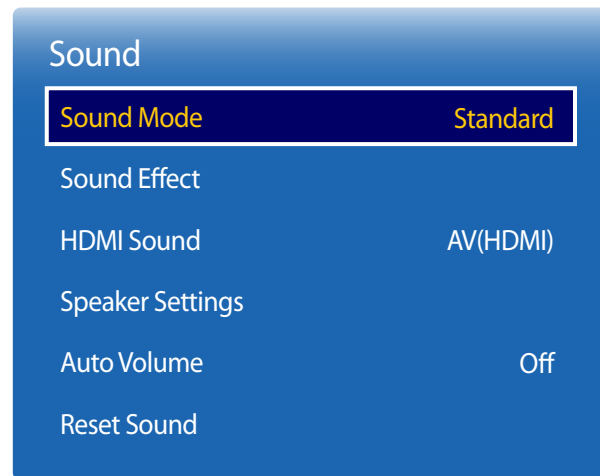 Sound
Sound Mode Standard
Sound Effect
HDMI Sound AV(HDMI)
Speaker Settings
Auto Volume Off
Reset Sound